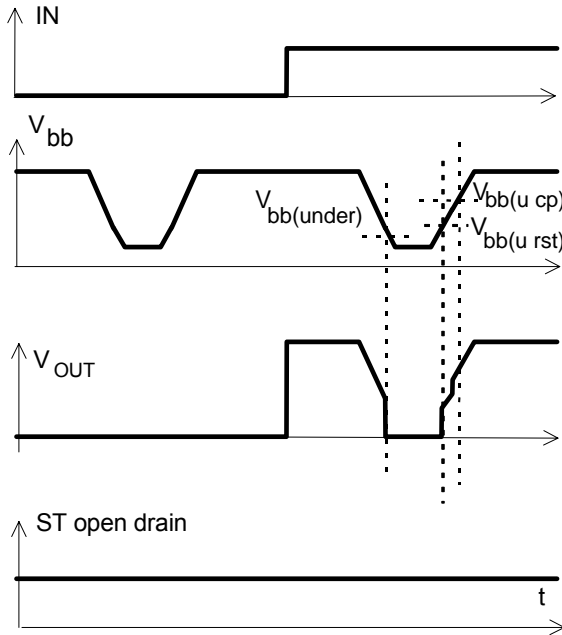 IN
V bb
V bb(under)
V bb(u cp)
V bb(u rst)
V OUT
ST open drain
t